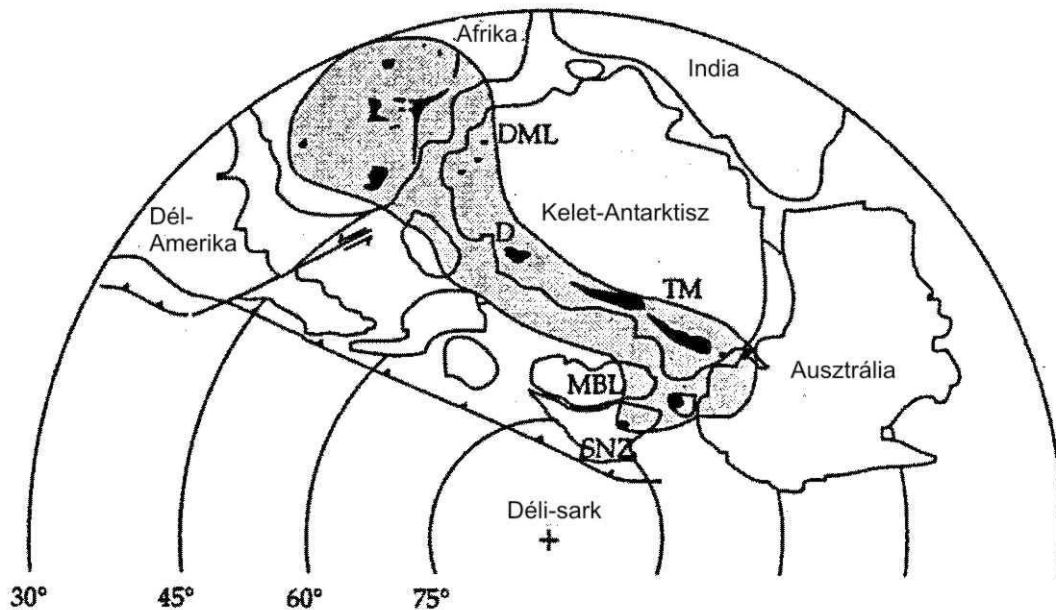 Afrika
India
DML
Kelet-Antarktisz
Dél-
Amerika
D
TM
MBL
Ausztrália
SNZ
Déli-sark
30°
45°
60°
75°